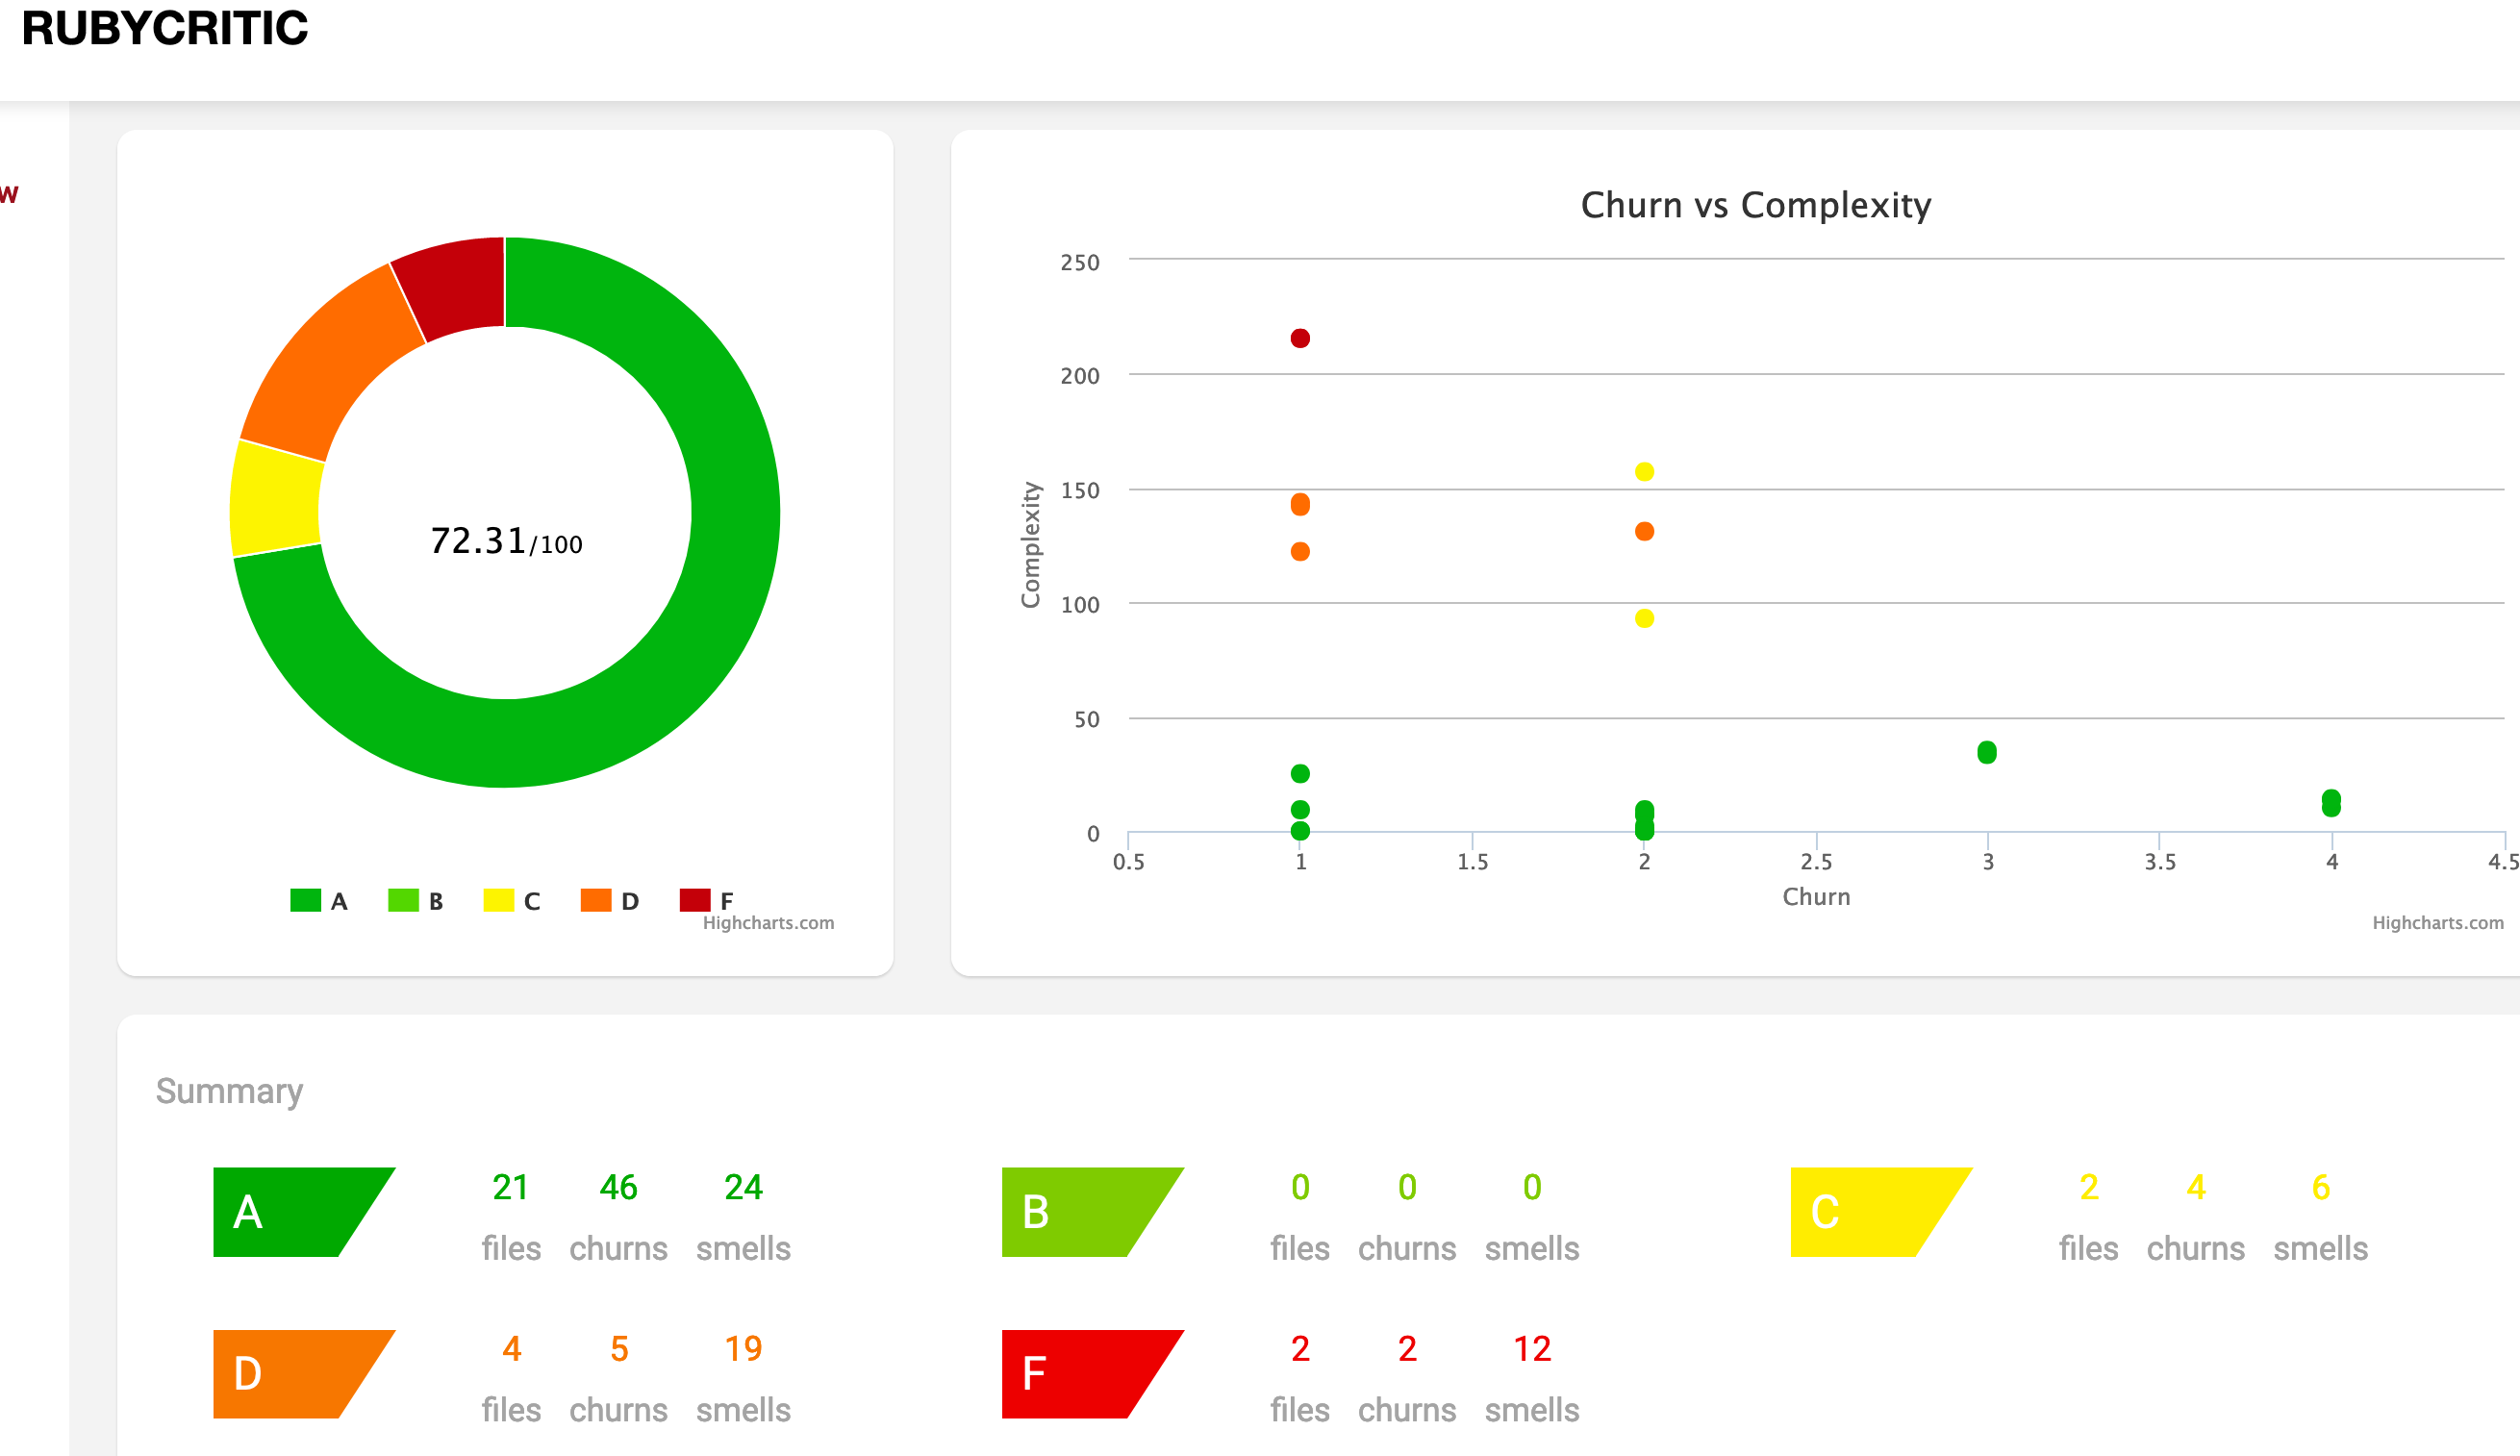 RUBYCRITIC
w
72.31/100
A B C D F
Highcharts.com
Churn vs Complexity
Complexity
250
200
150
100
50
0
0.5 1 1.5 2 2.5 3 3.5 4 4.5
Churn
Highcharts.com
Summary
A 21 files 46 churns 24 smells
B 0 files 0 churns 0 smells
C 2 files 4 churns 6 smells
D 4 files 5 churns 19 smells
F 2 files 2 churns 12 smells